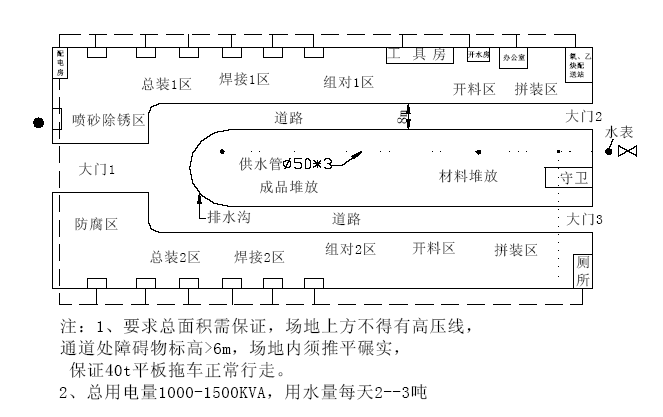 配电房
工具房
开水房
办公室
氧、乙炔配送站
总装1区
焊接1区
组对1区
开料区
拼装区
喷砂除锈区
道路
8m
大门2
水表
大门1
供水管ϕ50*3
成品堆放
材料堆放
守卫
防腐区
排水沟
道路
大门3
总装2区
焊接2区
组对2区
开料区
拼装区
厕所
注：1、要求总面积需保证，场地上方不得有高压线，
通道处障碍物标高>6m，场地内须推平碾实，
保证40t平板拖车正常行走。
2、总用电量1000-1500KVA，用水量每天2--3吨